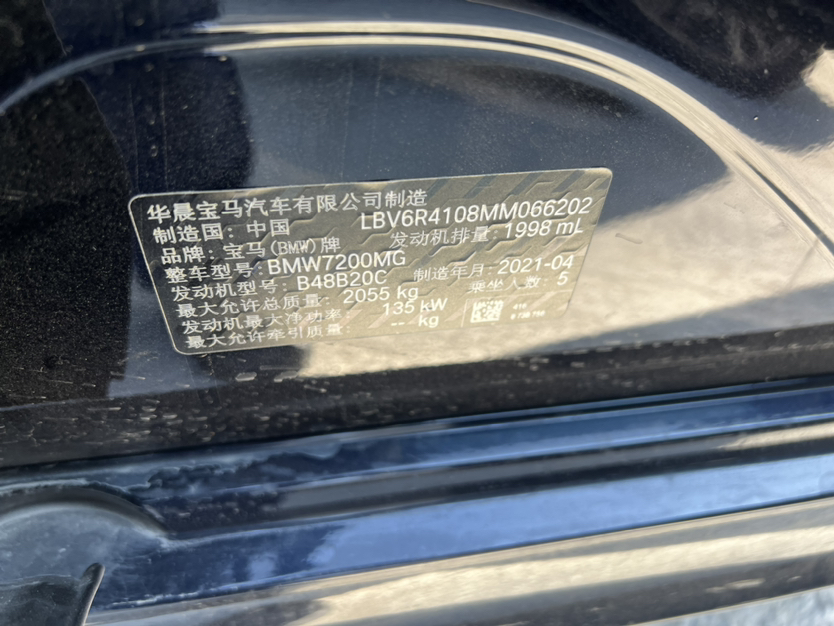 华晨宝马汽车有限公司制造
制造国: 中国 LBV6R4108MM066202
品牌: 宝马(BMW)牌 发动机排量: 1998 mL
整车型号: BMW7200MG
发动机型号: B48B20C 制造年月: 2021-04
最大允许总质量: 2055 kg 乘坐人数: 5
发动机最大净功率: 135 kW
最大允许牵引质量: -- kg